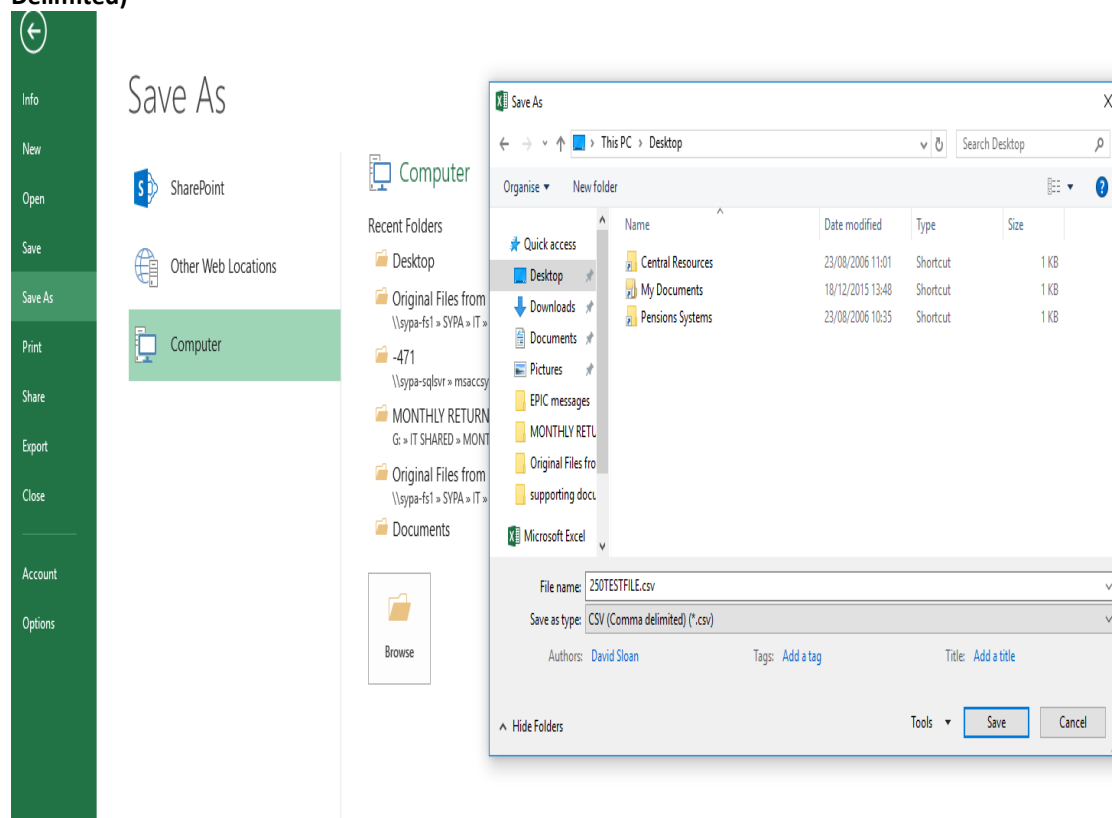 Delimited)
Info
New
Open
Save
Save As
Print
Share
Export
Close
Account
Options
Save As
SharePoint
Other Web Locations
Computer
Computer
Recent Folders
Desktop
Original Files from
\\sypa-fs1 » SYPA » IT »
-471
\\sypa-sqlsvr » msaccsy
MONTHLY RETURN
G: » IT SHARED » MONT
Original Files from
\\sypa-fs1 » SYPA » IT »
Documents
Browse
Save As
This PC > Desktop
Search Desktop
Organise
New folder
Quick access
Desktop
Downloads
Documents
Pictures
EPIC messages
MONTHLY RETU
Original Files fro
supporting docu
Microsoft Excel
Name Date modified Type Size
Central Resources 23/08/2006 11:01 Shortcut 1 KB
My Documents 18/12/2015 13:48 Shortcut 1 KB
Pensions Systems 23/08/2006 10:35 Shortcut 1 KB
File name: 250TESTFILE.csv
Save as type: CSV (Comma delimited) (*.csv)
Authors: David Sloan Tags: Add a tag Title: Add a title
Hide Folders
Tools Save Cancel